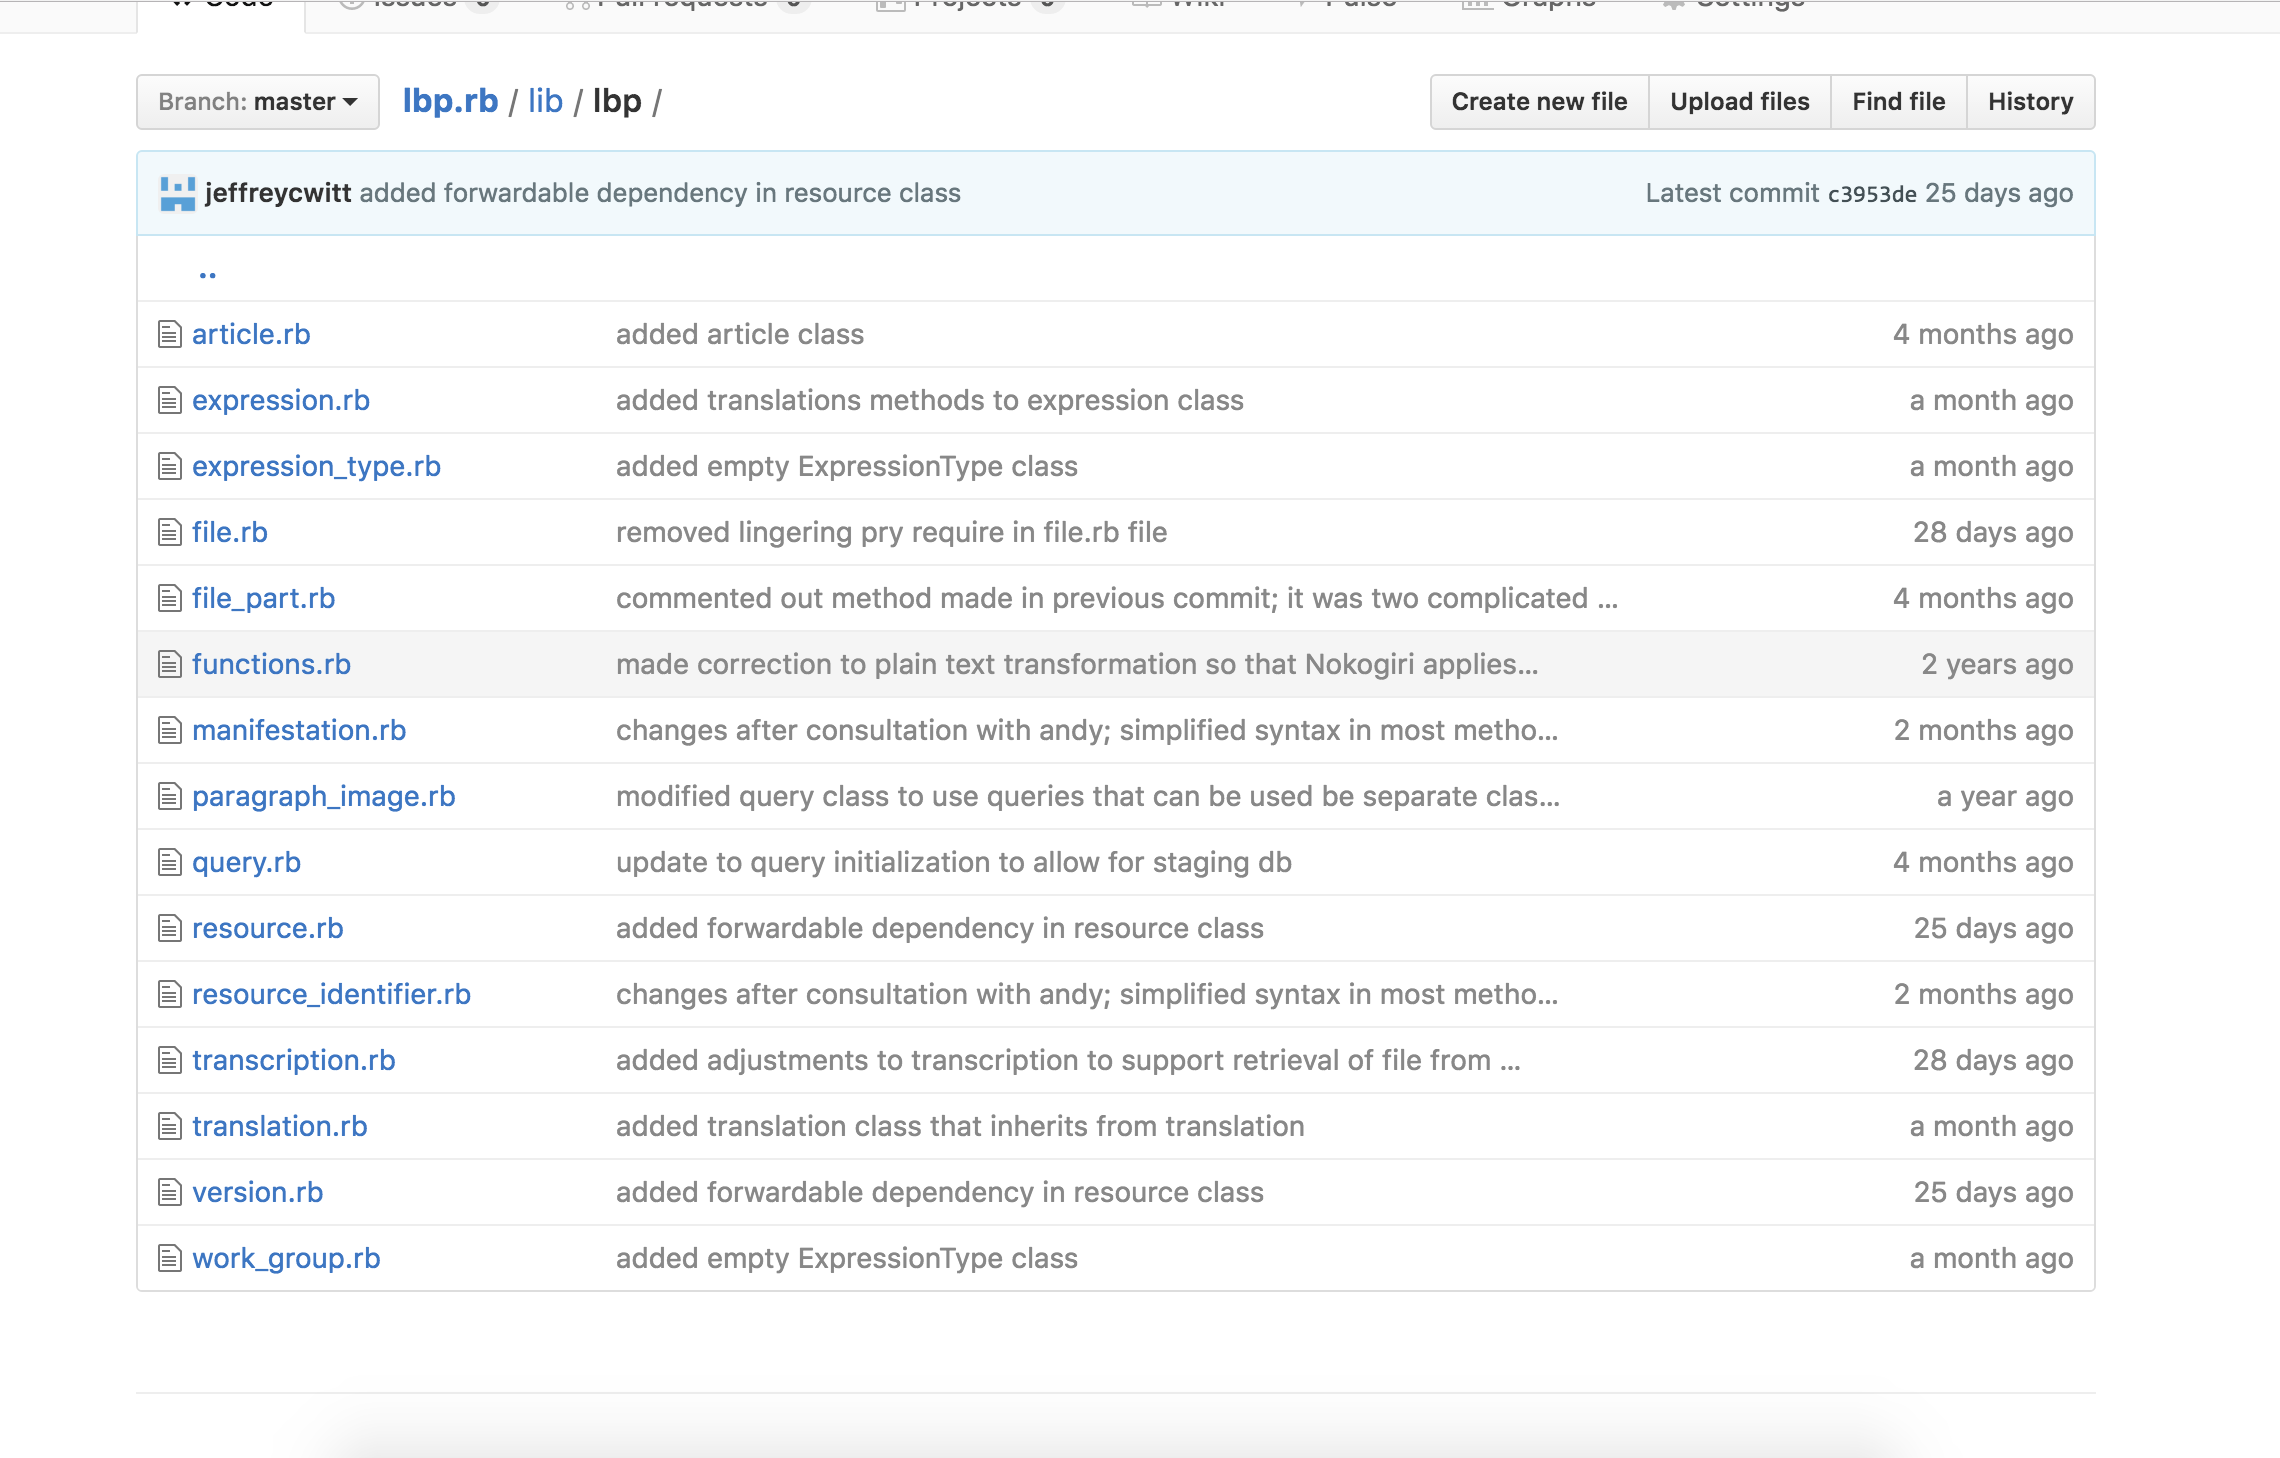 Code Issues Pull requests Projects Wiki Pulse Graphs Settings
Branch: master lbp.rb / lib / lbp / Create new file Upload files Find file History
jeffreycwitt added forwardable dependency in resource class Latest commit c3953de 25 days ago
..
article.rb added article class 4 months ago
expression.rb added translations methods to expression class a month ago
expression_type.rb added empty ExpressionType class a month ago
file.rb removed lingering pry require in file.rb file 28 days ago
file_part.rb commented out method made in previous commit; it was two complicated ... 4 months ago
functions.rb made correction to plain text transformation so that Nokogiri applies... 2 years ago
manifestation.rb changes after consultation with andy; simplified syntax in most metho... 2 months ago
paragraph_image.rb modified query class to use queries that can be used be separate clas... a year ago
query.rb update to query initialization to allow for staging db 4 months ago
resource.rb added forwardable dependency in resource class 25 days ago
resource_identifier.rb changes after consultation with andy; simplified syntax in most metho... 2 months ago
transcription.rb added adjustments to transcription to support retrieval of file from ... 28 days ago
translation.rb added translation class that inherits from translation a month ago
version.rb added forwardable dependency in resource class 25 days ago
work_group.rb added empty ExpressionType class a month ago